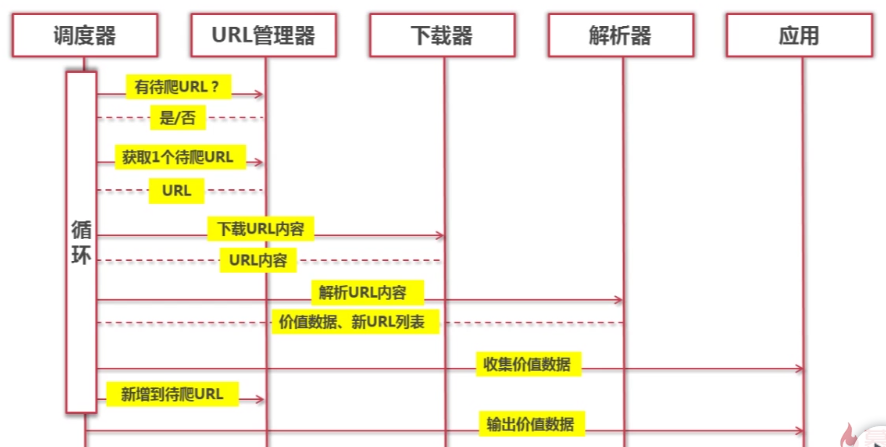 调度器
URL管理器
下载器
解析器
应用
有待爬URL？
是/否
获取1个待爬URL
URL
循
环
下载URL内容
URL内容
解析URL内容
价值数据、新URL列表
收集价值数据
新增到待爬URL
输出价值数据